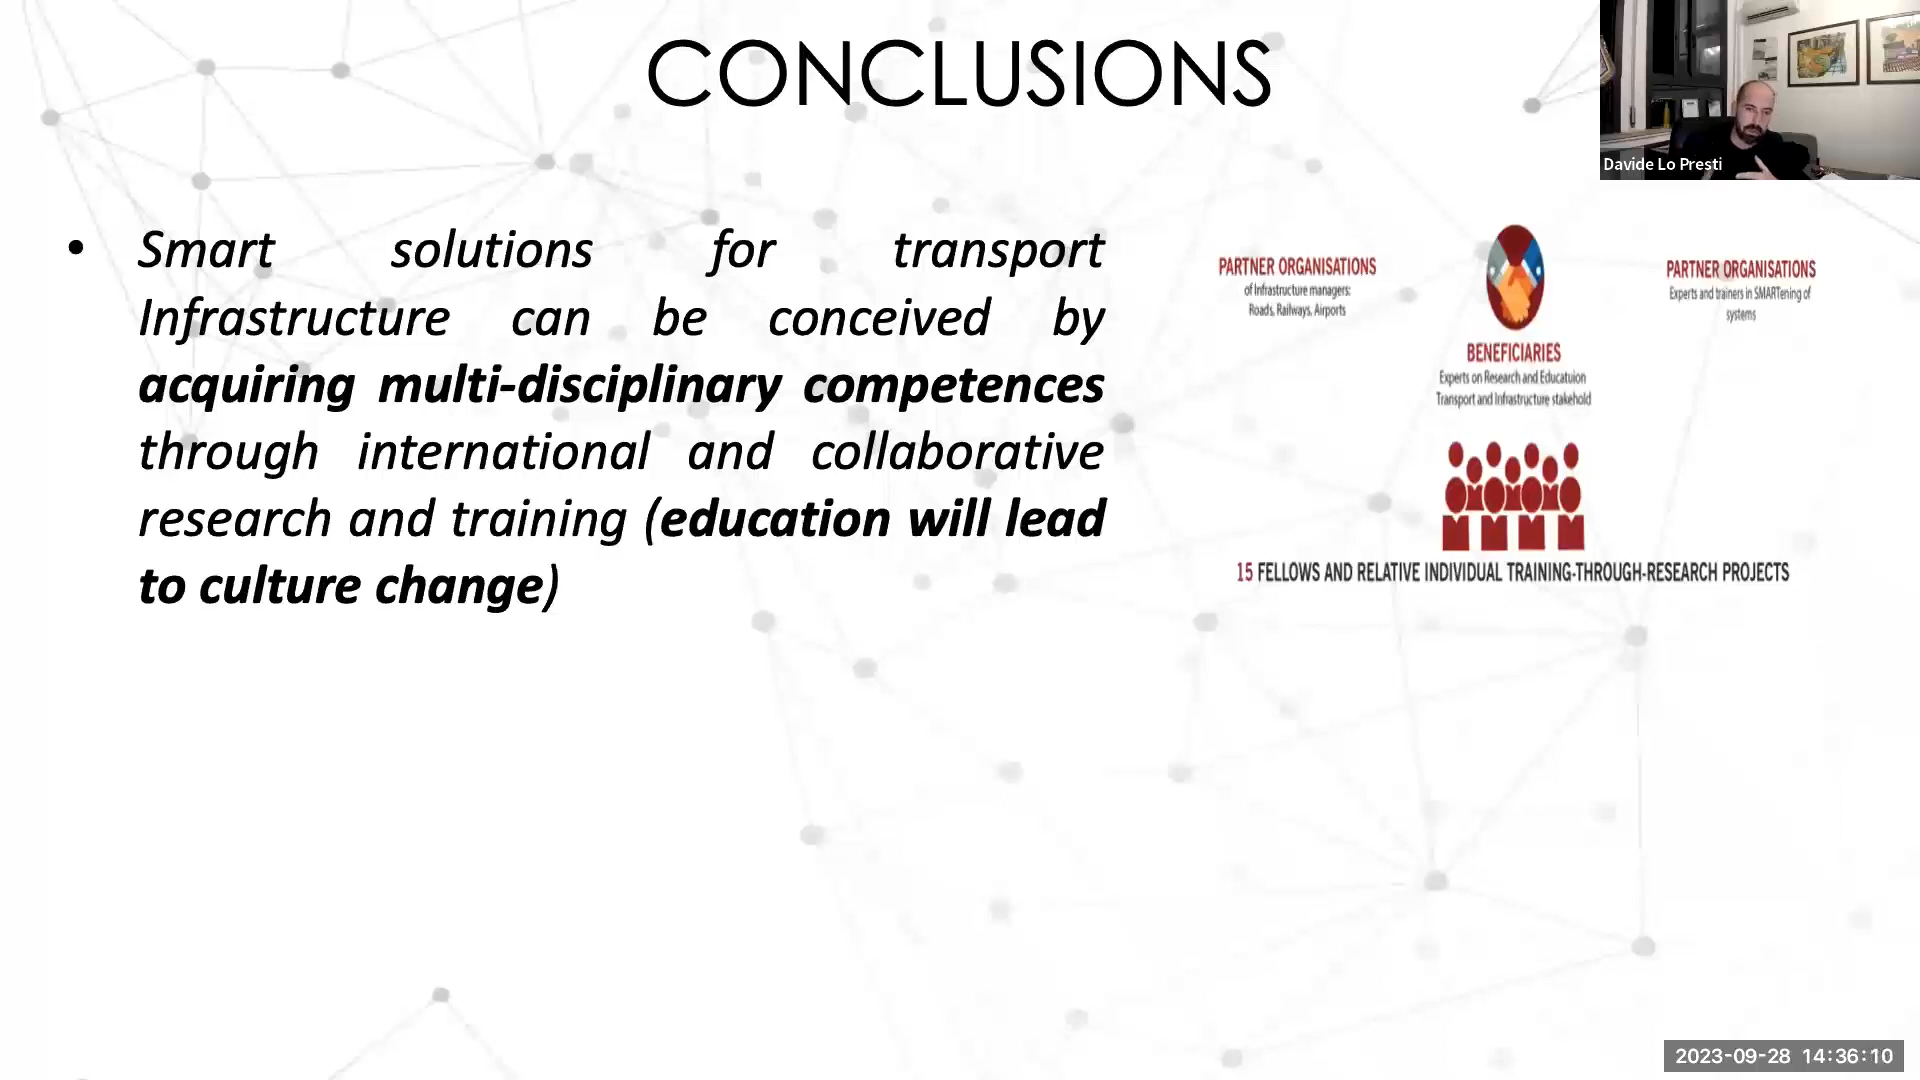 CONCLUSIONS
Davide Lo Presti
• Smart solutions for transport
Infrastructure can be conceived by
acquiring multi-disciplinary competences
through international and collaborative
research and training (education will lead
to culture change)
PARTNER ORGANISATIONS
of Infrastructure managers:
Roads, Railways, Airports
BENEFICIARIES
Experts on Research and Educatuion
Transport and Infrastructure stakehold
PARTNER ORGANISATIONS
Experts and trainers in SMARTening of
systems
15 FELLOWS AND RELATIVE INDIVIDUAL TRAINING-THROUGH-RESEARCH PROJECTS
2023-09-28 14:36:10